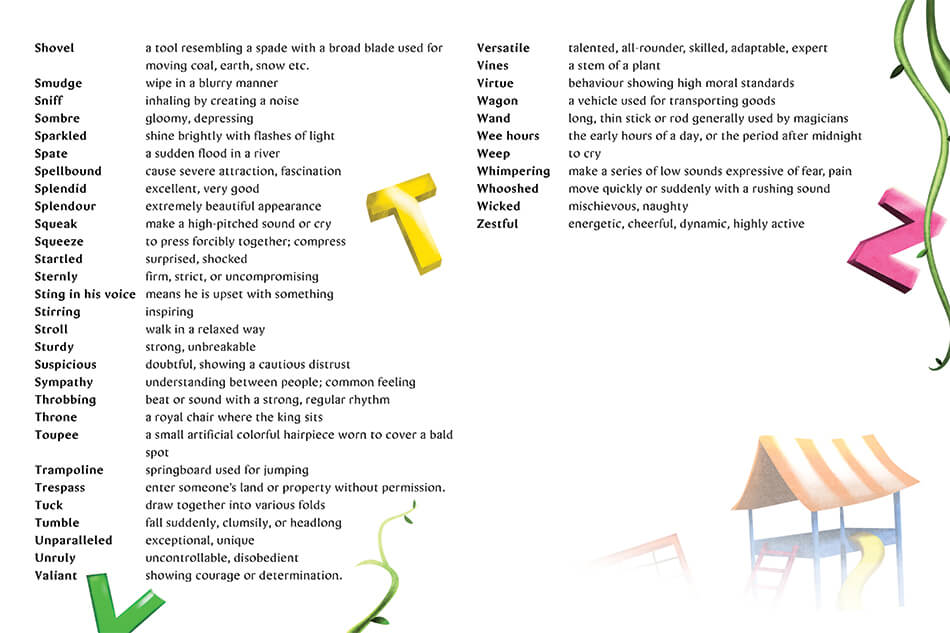 Shovel a tool resembling a spade with a broad blade used for
moving coal, earth, snow etc.
Smudge wipe in a blurry manner
Sniff inhaling by creating a noise
Sombre gloomy, depressing
Sparkled shine brightly with flashes of light
Spate a sudden flood in a river
Spellbound cause severe attraction, fascination
Splendid excellent, very good
Splendour extremely beautiful appearance
Squeak make a high-pitched sound or cry
Squeeze to press forcibly together; compress
Startled surprised, shocked
Sternly firm, strict, or uncompromising
Sting in his voice means he is upset with something
Stirring inspiring
Stroll walk in a relaxed way
Sturdy strong, unbreakable
Suspicious doubtful, showing a cautious distrust
Sympathy understanding between people; common feeling
Throbbing beat or sound with a strong, regular rhythm
Throne a royal chair where the king sits
Toupee a small artificial colorful hairpiece worn to cover a bald
spot
Trampoline springboard used for jumping
Trespass enter someone's land or property without permission.
Tuck draw together into various folds
Tumble fall suddenly, clumsily, or headlong
Unparalleled exceptional, unique
Unruly uncontrollable, disobedient
Valiant showing courage or determination.
Versatile talented, all-rounder, skilled, adaptable, expert
Vines a stem of a plant
Virtue behaviour showing high moral standards
Wagon a vehicle used for transporting goods
Wand long, thin stick or rod generally used by magicians
Wee hours the early hours of a day, or the period after midnight
Weep to cry
Whimpering make a series of low sounds expressive of fear, pain
Whooshed move quickly or suddenly with a rushing sound
Wicked mischievous, naughty
Zestful energetic, cheerful, dynamic, highly active
T
Z
Y